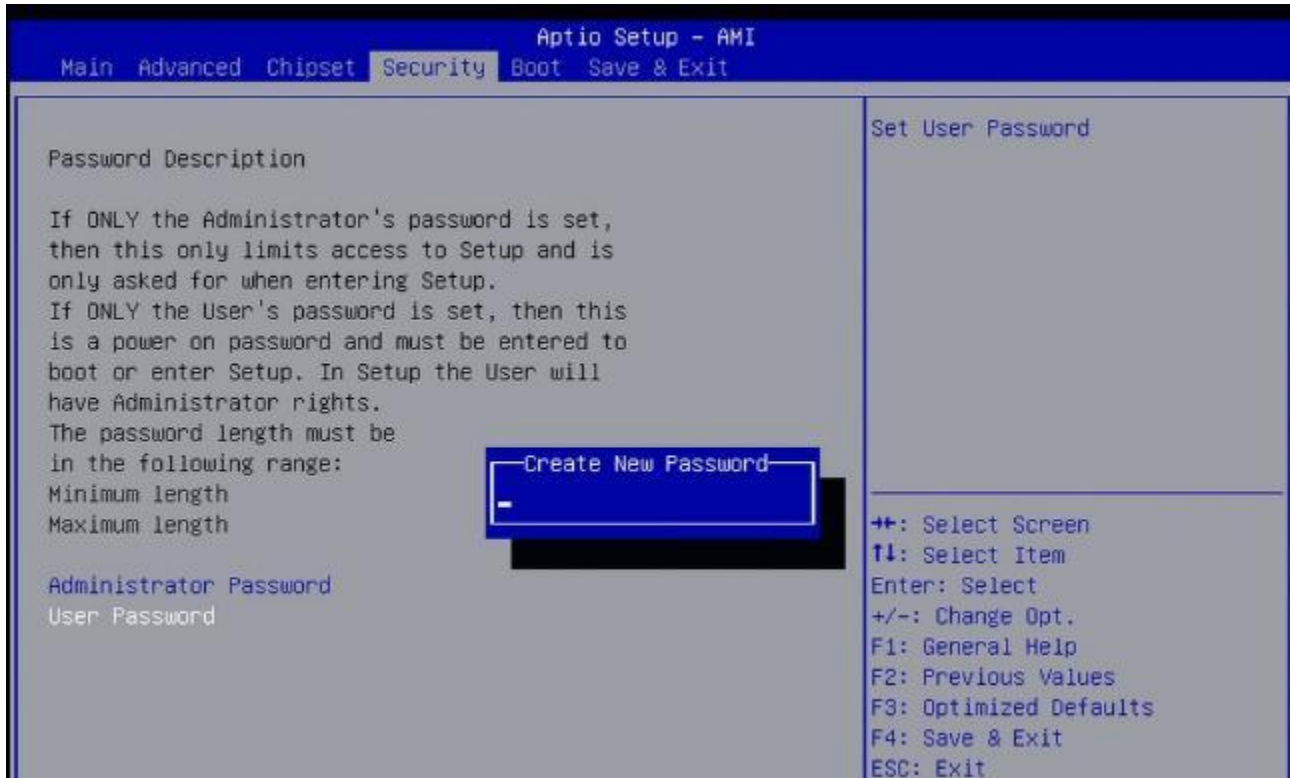 Aptio Setup – AMI
Main Advanced Chipset Security Boot Save & Exit
Password Description
If ONLY the Administrator's password is set,
then this only limits access to Setup and is
only asked for when entering Setup.
If ONLY the User's password is set, then this
is a power on password and must be entered to
boot or enter Setup. In Setup the User will
have Administrator rights.
The password length must be
in the following range:
Minimum length
Maximum length
Administrator Password
User Password
Create New Password
Set User Password
→←: Select Screen
↑↓: Select Item
Enter: Select
+/-: Change Opt.
F1: General Help
F2: Previous Values
F3: Optimized Defaults
F4: Save & Exit
ESC: Exit